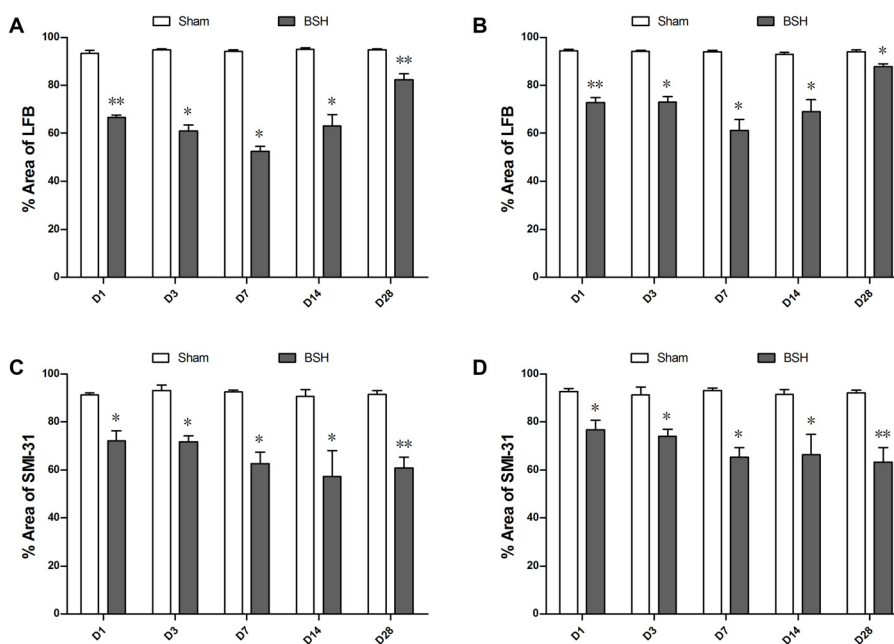 A
Sham BSH
% Area of LFB
100
80
60
40
20
0
** * * * **
D1 D3 D7 D14 D28
B
Sham BSH
% Area of LFB
100
80
60
40
20
0
** * * * *
D1 D3 D7 D14 D28
C
Sham BSH
% Area of SMI-31
100
80
60
40
20
0
* * * * **
D1 D3 D7 D14 D28
D
Sham BSH
% Area of SMI-31
100
80
60
40
20
0
* * * * **
D1 D3 D7 D14 D28